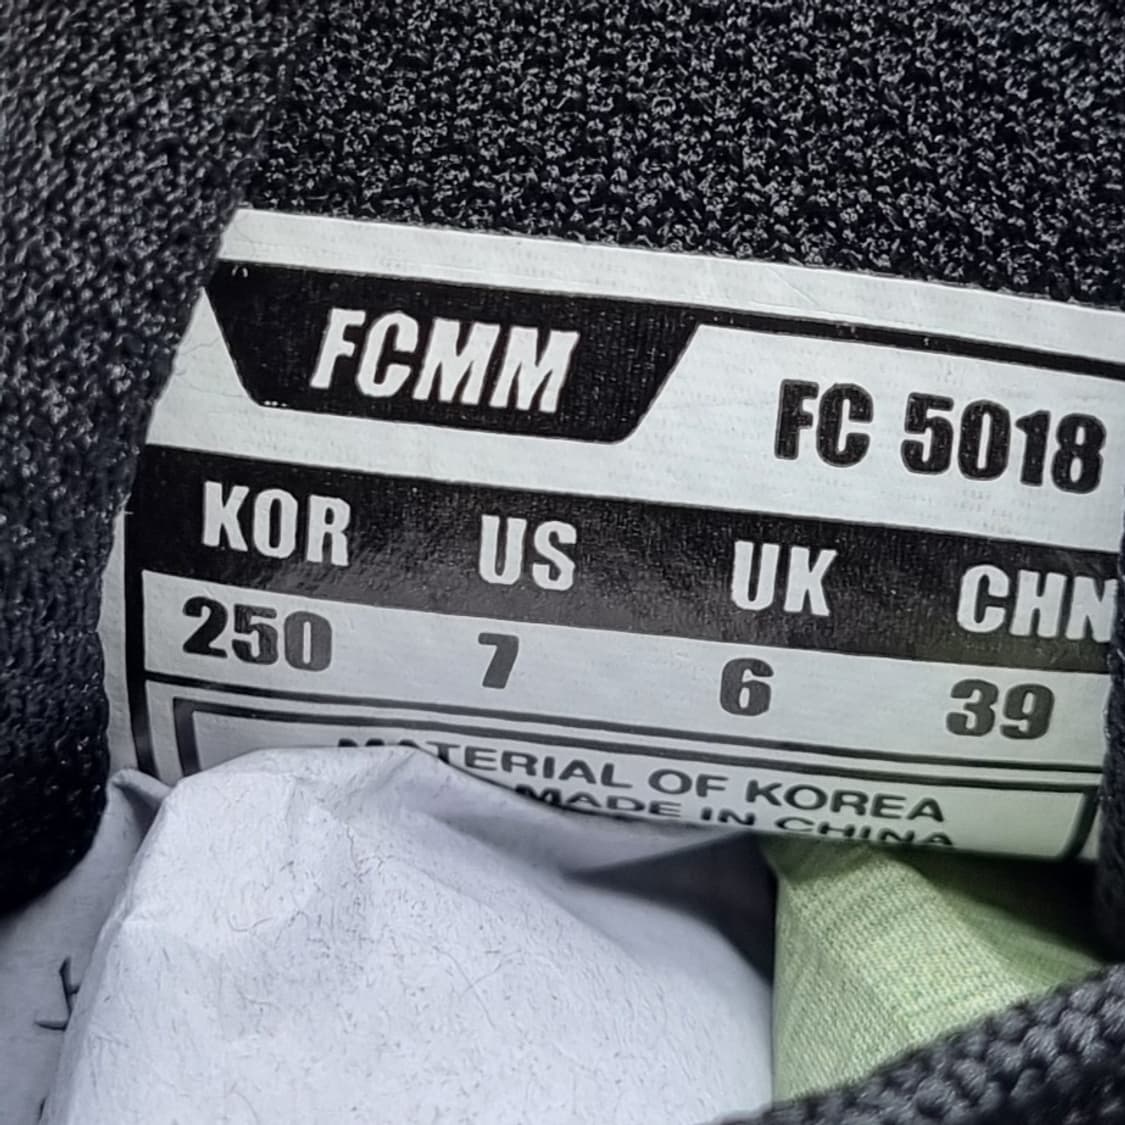 FCMM FC 5018
KOR US UK CHN
250 7 6 39
MATERIAL OF KOREA
MADE IN CHINA